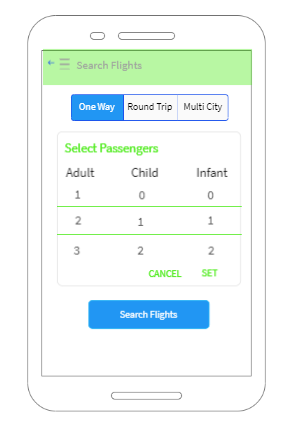 Search Flights
One Way Round Trip Multi City
Select Passengers
Adult Child Infant
1 0 0
2 1 1
3 2 2
CANCEL SET
Search Flights